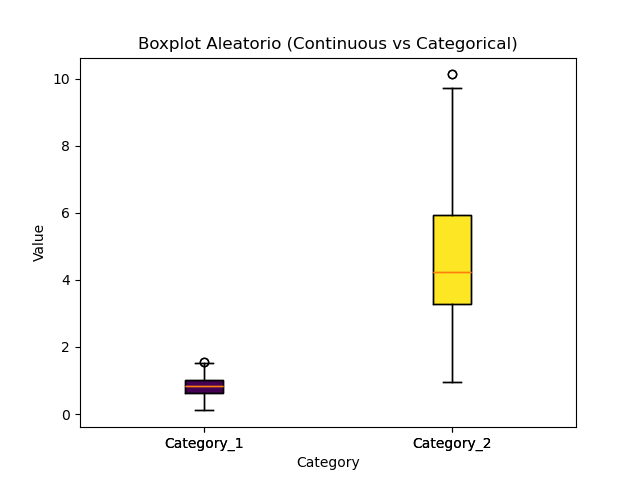 Boxplot Aleatorio (Continuous vs Categorical)
10
8
6
4
2
0
Value
Category_1
Category_2
Category